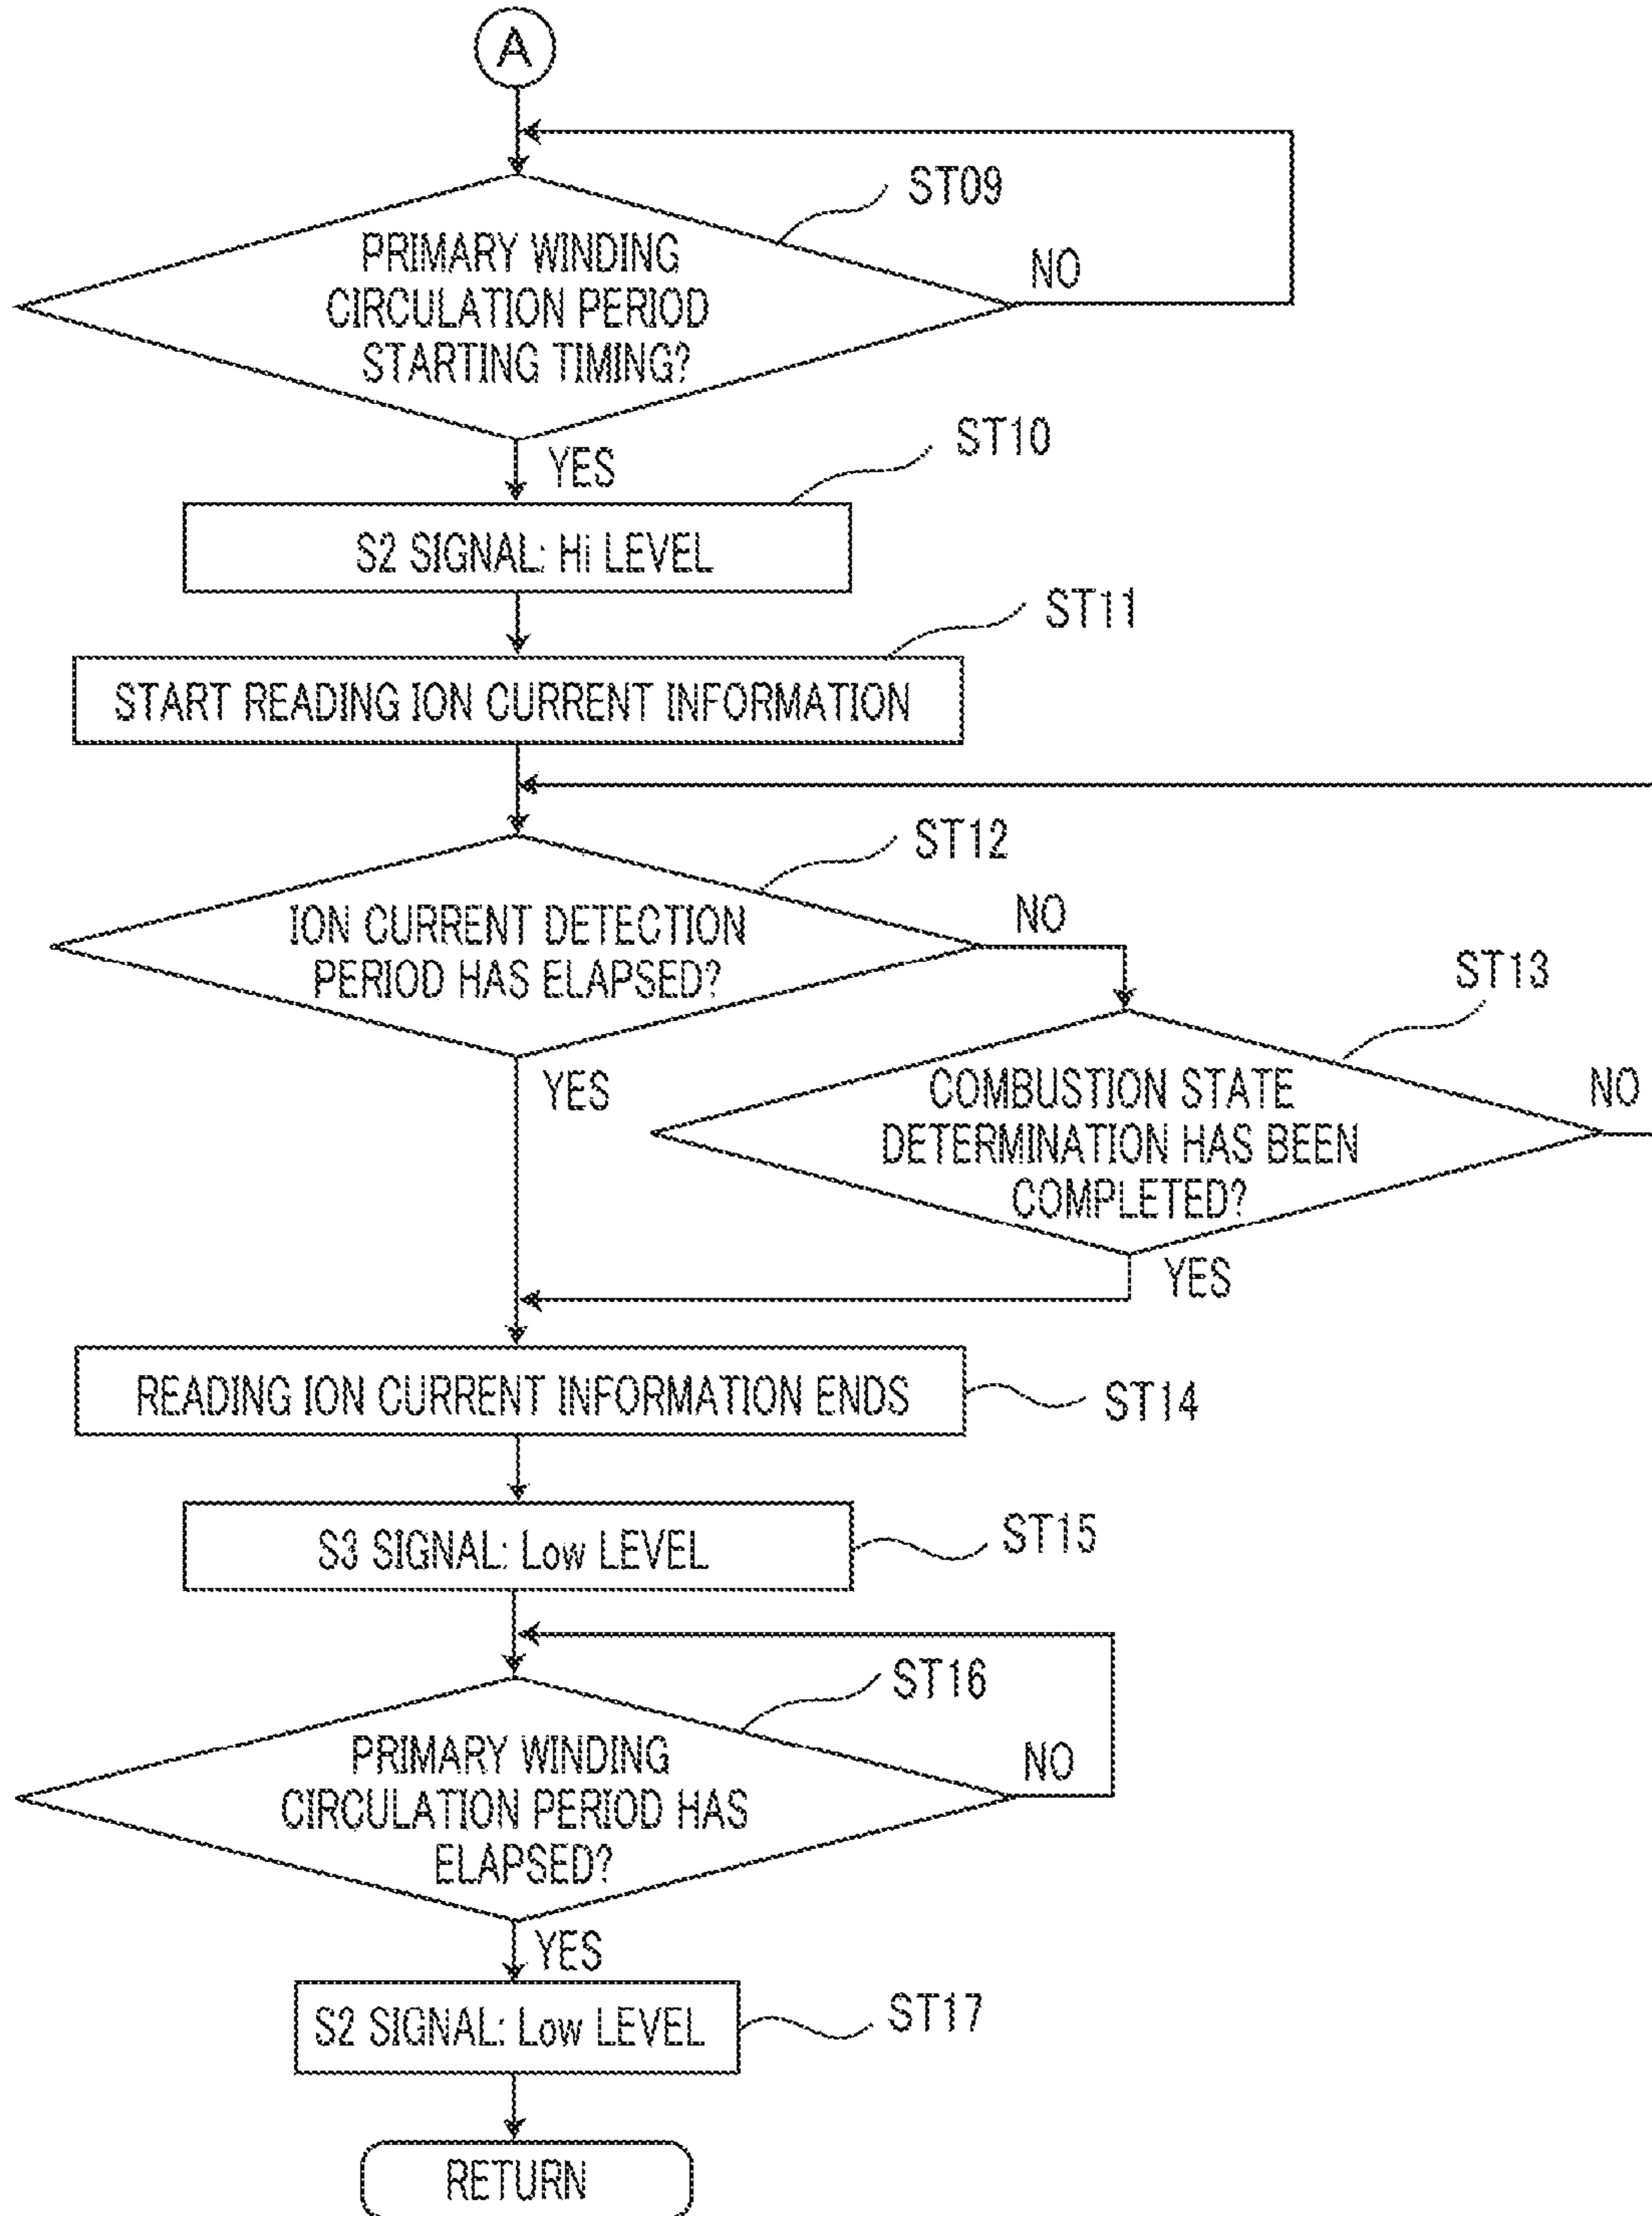 A
ST09
PRIMARY WINDING
CIRCULATION PERIOD
STARTING TIMING?
NO
YES
ST10
S2 SIGNAL: Hi LEVEL
ST11
START READING ION CURRENT INFORMATION
ST12
ION CURRENT DETECTION
PERIOD HAS ELAPSED?
NO
YES
ST13
COMBUSTION STATE
DETERMINATION HAS BEEN
COMPLETED?
NO
YES
READING ION CURRENT INFORMATION ENDS
ST14
S3 SIGNAL: Low LEVEL
ST15
ST16
PRIMARY WINDING
CIRCULATION PERIOD HAS
ELAPSED?
NO
YES
S2 SIGNAL: Low LEVEL
ST17
RETURN